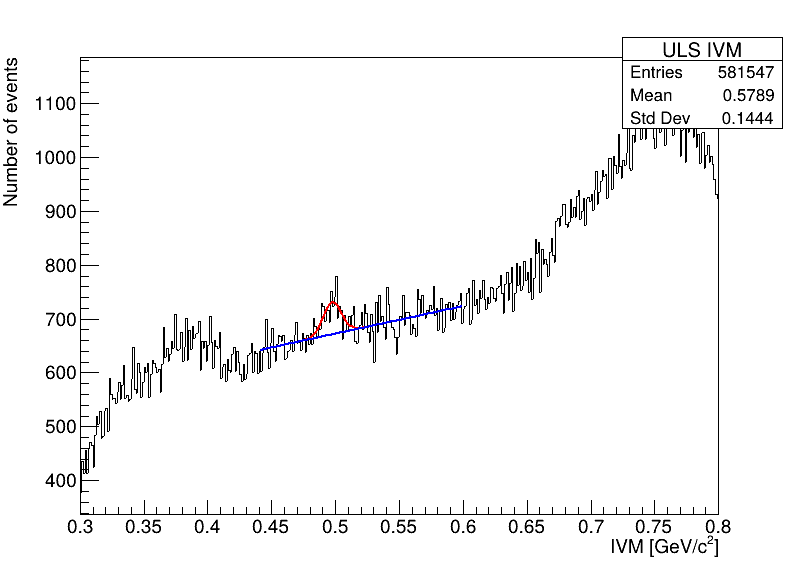 ULS IVM
Entries 581547
Mean 0.5789
Std Dev 0.1444
Number of events
1100
1000
900
800
700
600
500
400
0.3 0.35 0.4 0.45 0.5 0.55 0.6 0.65 0.7 0.75 0.8
IVM [GeV/c²]